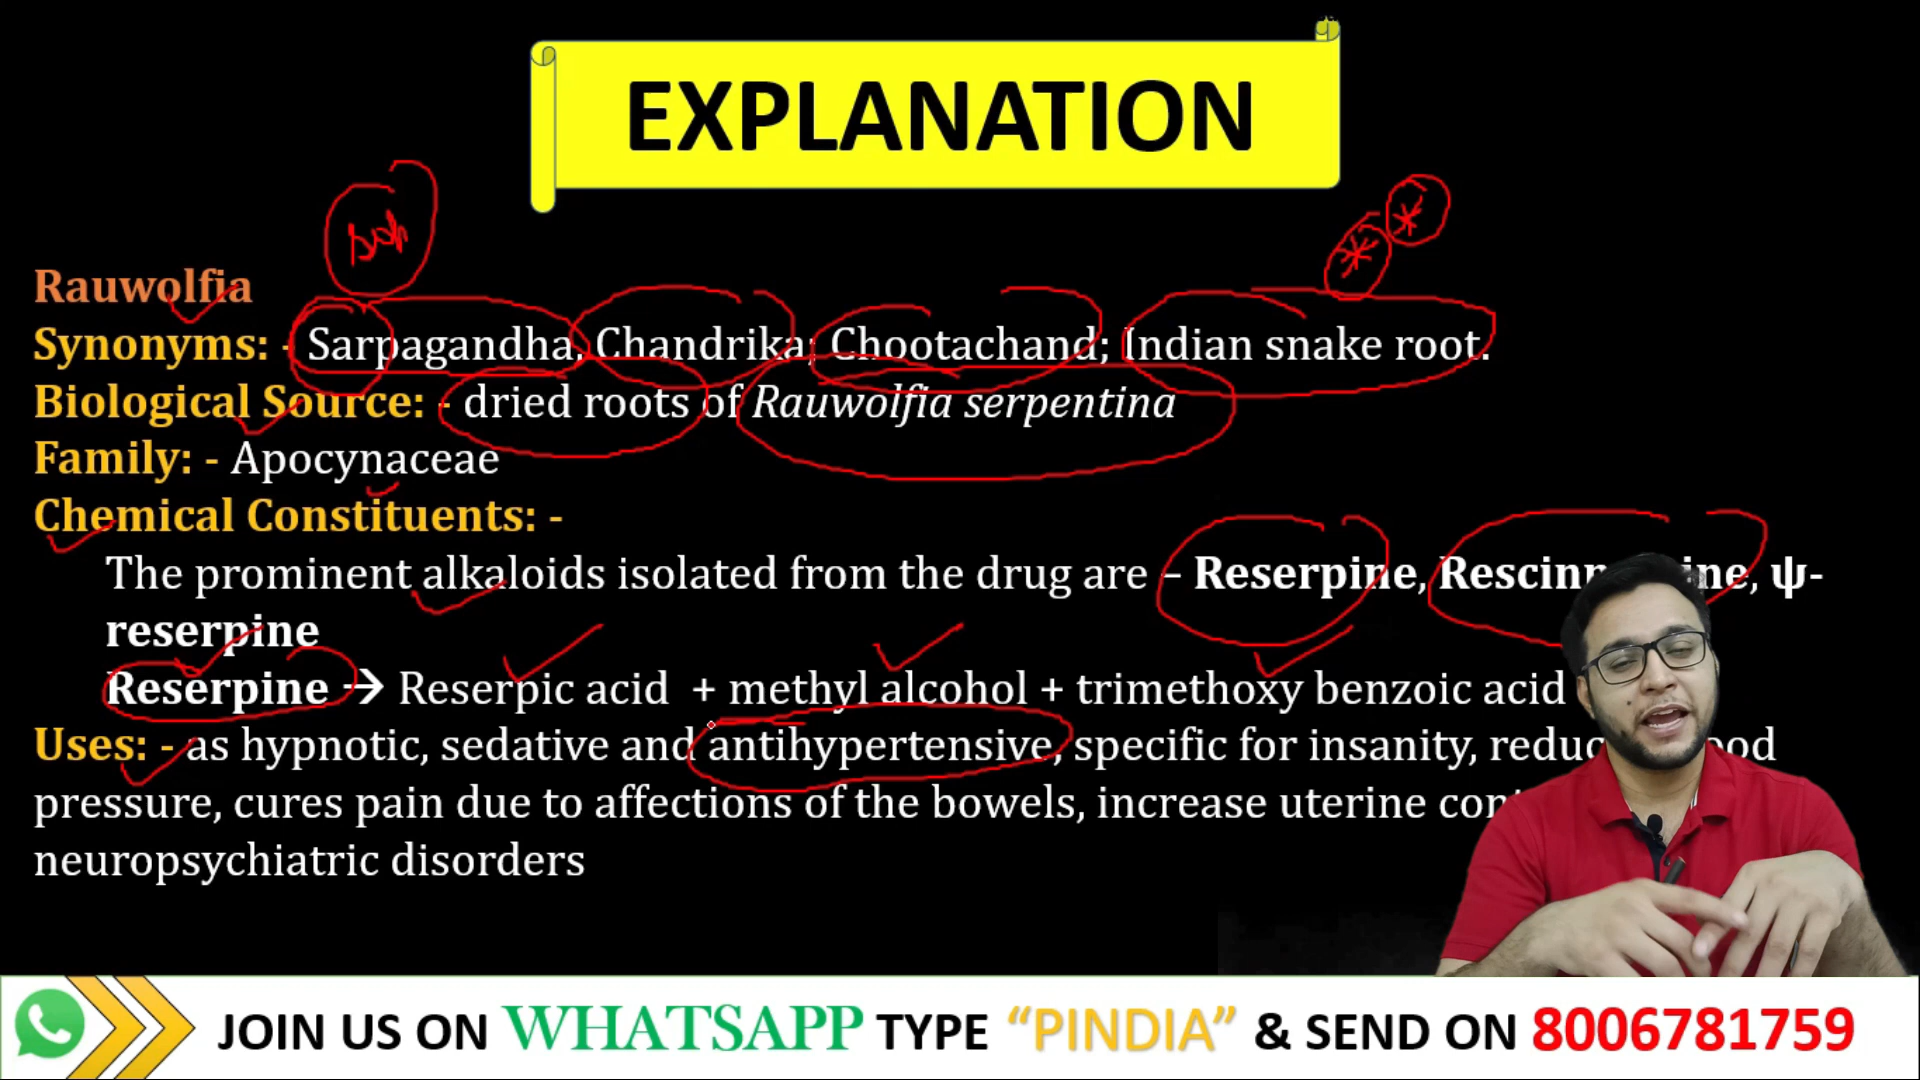 EXPLANATION
Rauwolfia
Synonyms: - Sarpagandha; Chandrika; Chootachand; Indian snake root.
Biological Source: - dried roots of Rauwolfia serpentina
Family: - Apocynaceae
Chemical Constituents: -
The prominent alkaloids isolated from the drug are – Reserpine, ψ-
reserpine
Reserpine → Reserpic acid + methyl alcohol + trimethoxy benzoic acid
Uses: - as hypnotic, sedative and antihypertensive, specific for insanity,
pressure, cures pain due to affections of the bowels, increase uterine
neuropsychiatric disorders
JOIN US ON WHATSAPP TYPE “PINDIA” & SEND ON 8006781759